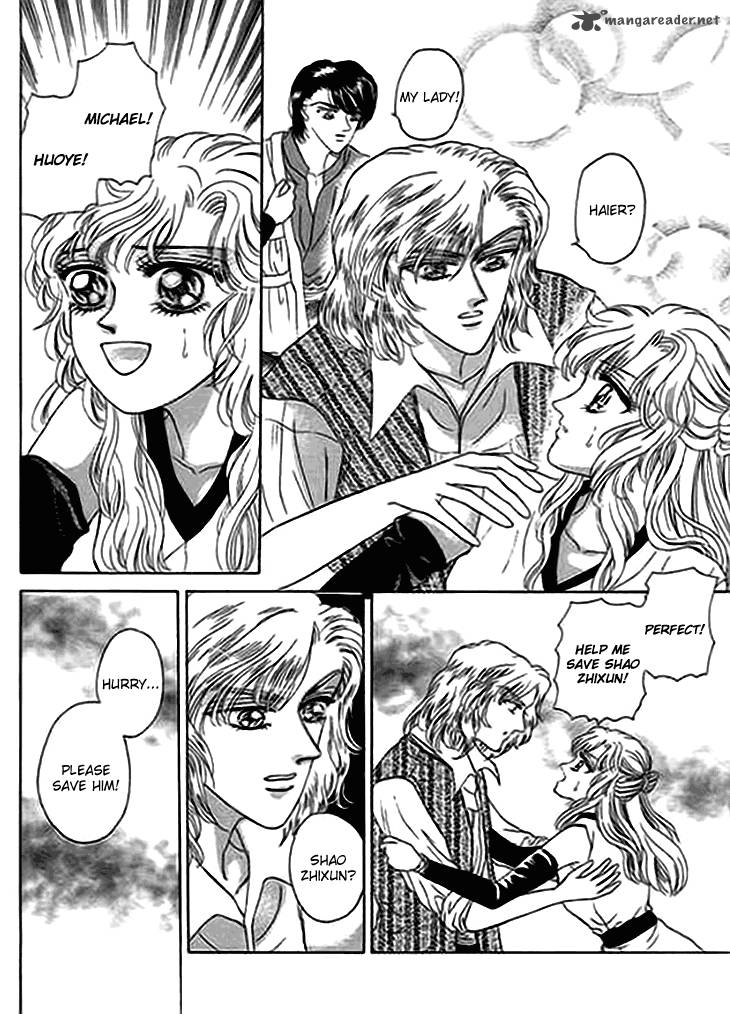 mangareader.net
MY LADY!
HAIER?
MICHAEL!
HUOYE!
PERFECT!
HELP ME
SAVE SHAO
ZHIXUN!
SHAO
ZHIXUN?
HURRY...
PLEASE
SAVE HIM!